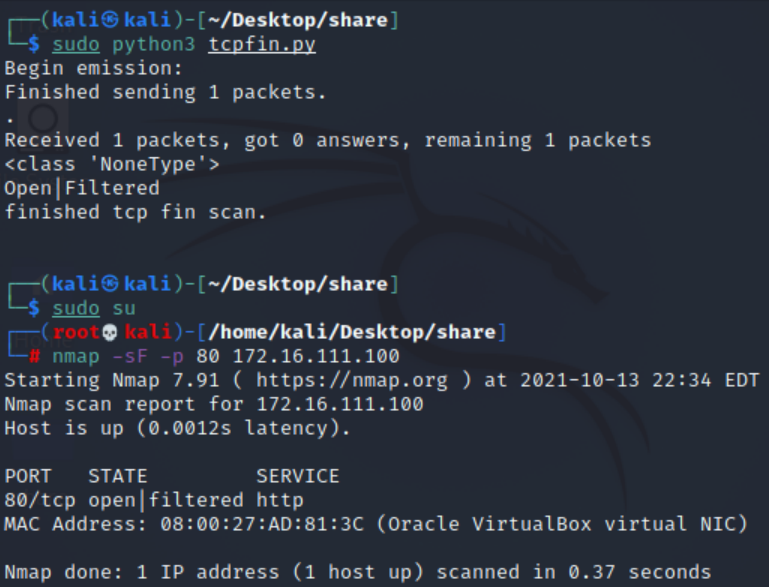 ┌──(kali㉿kali)-[~/Desktop/share]
└─$ sudo python3 tcpfin.py
Begin emission:
Finished sending 1 packets.
.
Received 1 packets, got 0 answers, remaining 1 packets
<class 'NoneType'>
Open|Filtered
finished tcp fin scan.
┌──(kali㉿kali)-[~/Desktop/share]
└─$ sudo su
┌──(root💀kali)-[/home/kali/Desktop/share]
└─# nmap -sF -p 80 172.16.111.100
Starting Nmap 7.91 ( https://nmap.org ) at 2021-10-13 22:34 EDT
Nmap scan report for 172.16.111.100
Host is up (0.0012s latency).
PORT   STATE         SERVICE
80/tcp open|filtered http
MAC Address: 08:00:27:AD:81:3C (Oracle VirtualBox virtual NIC)
Nmap done: 1 IP address (1 host up) scanned in 0.37 seconds